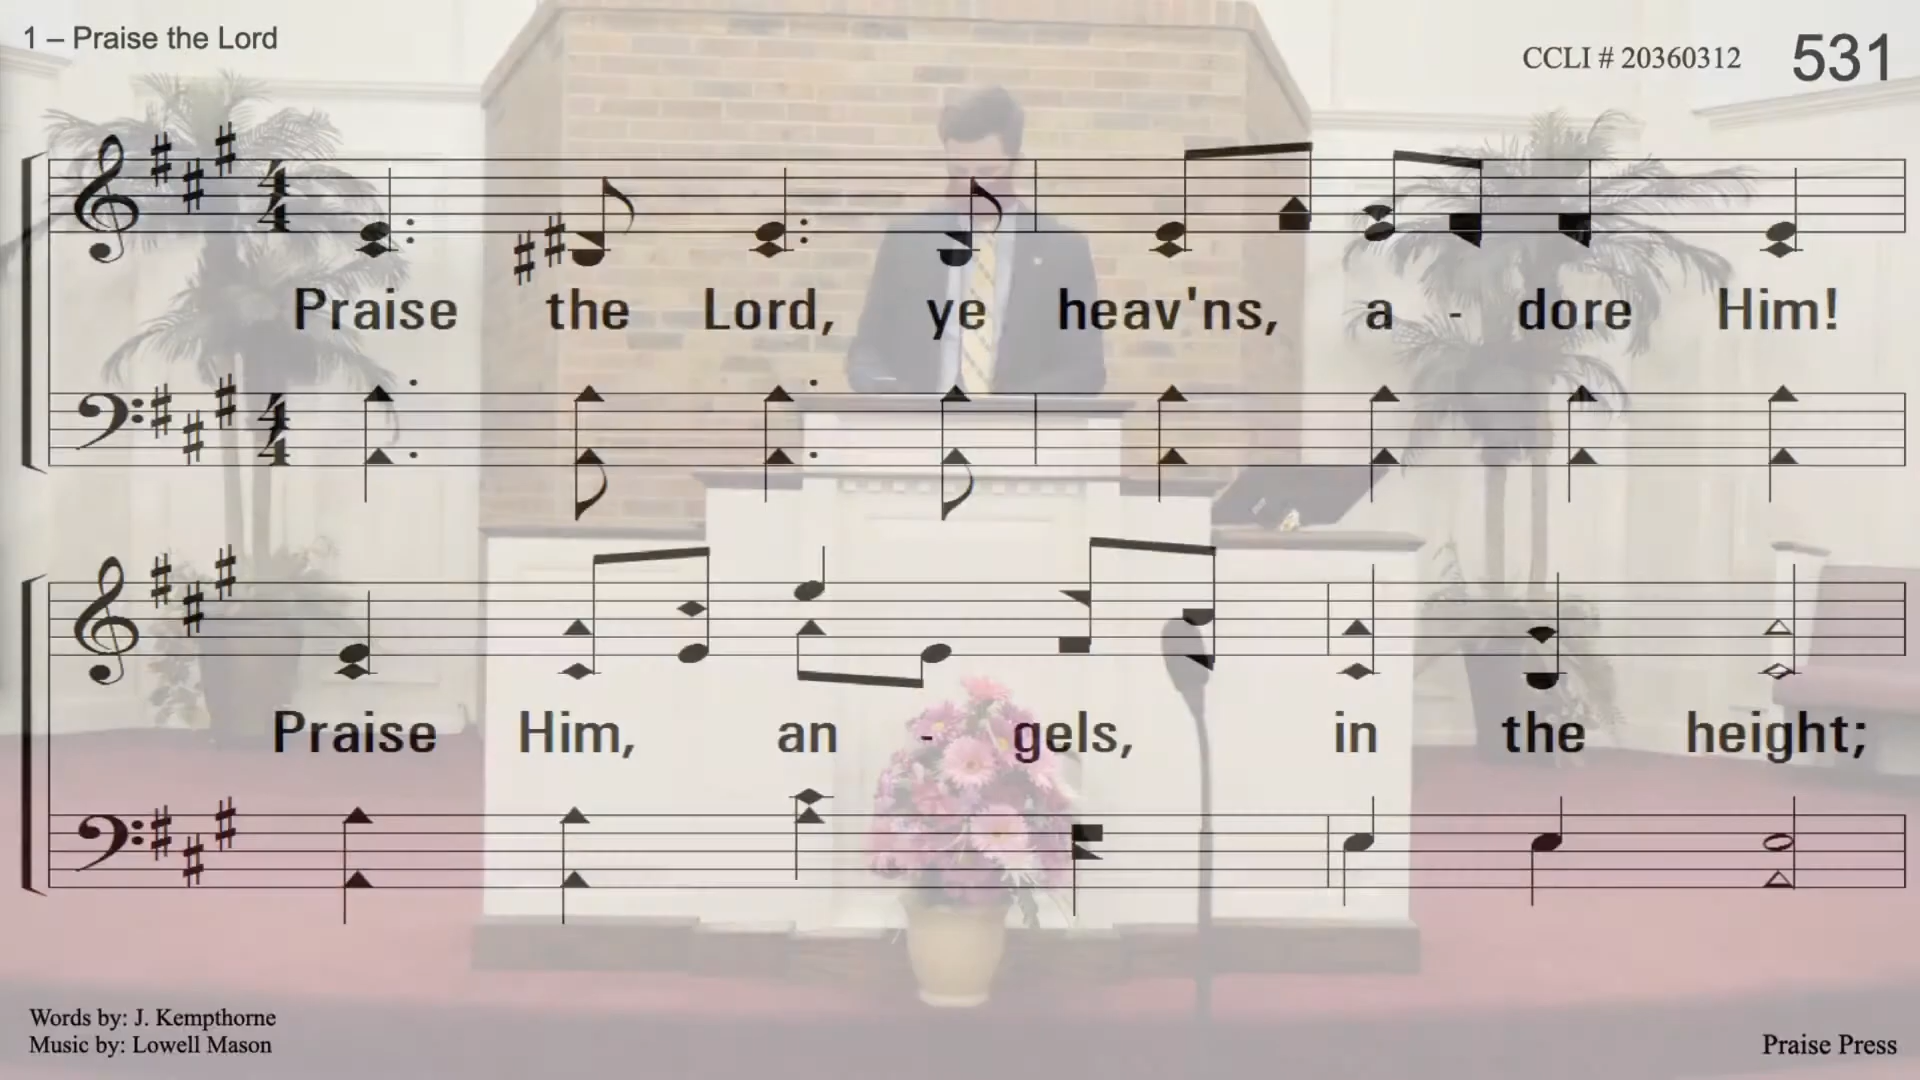 1 – Praise the Lord
CCLI # 20360312 531
Praise the Lord, ye heav'ns, a - dore Him!
Praise Him, an - gels, in the height;
Words by: J. Kempthorne
Music by: Lowell Mason
Praise Press